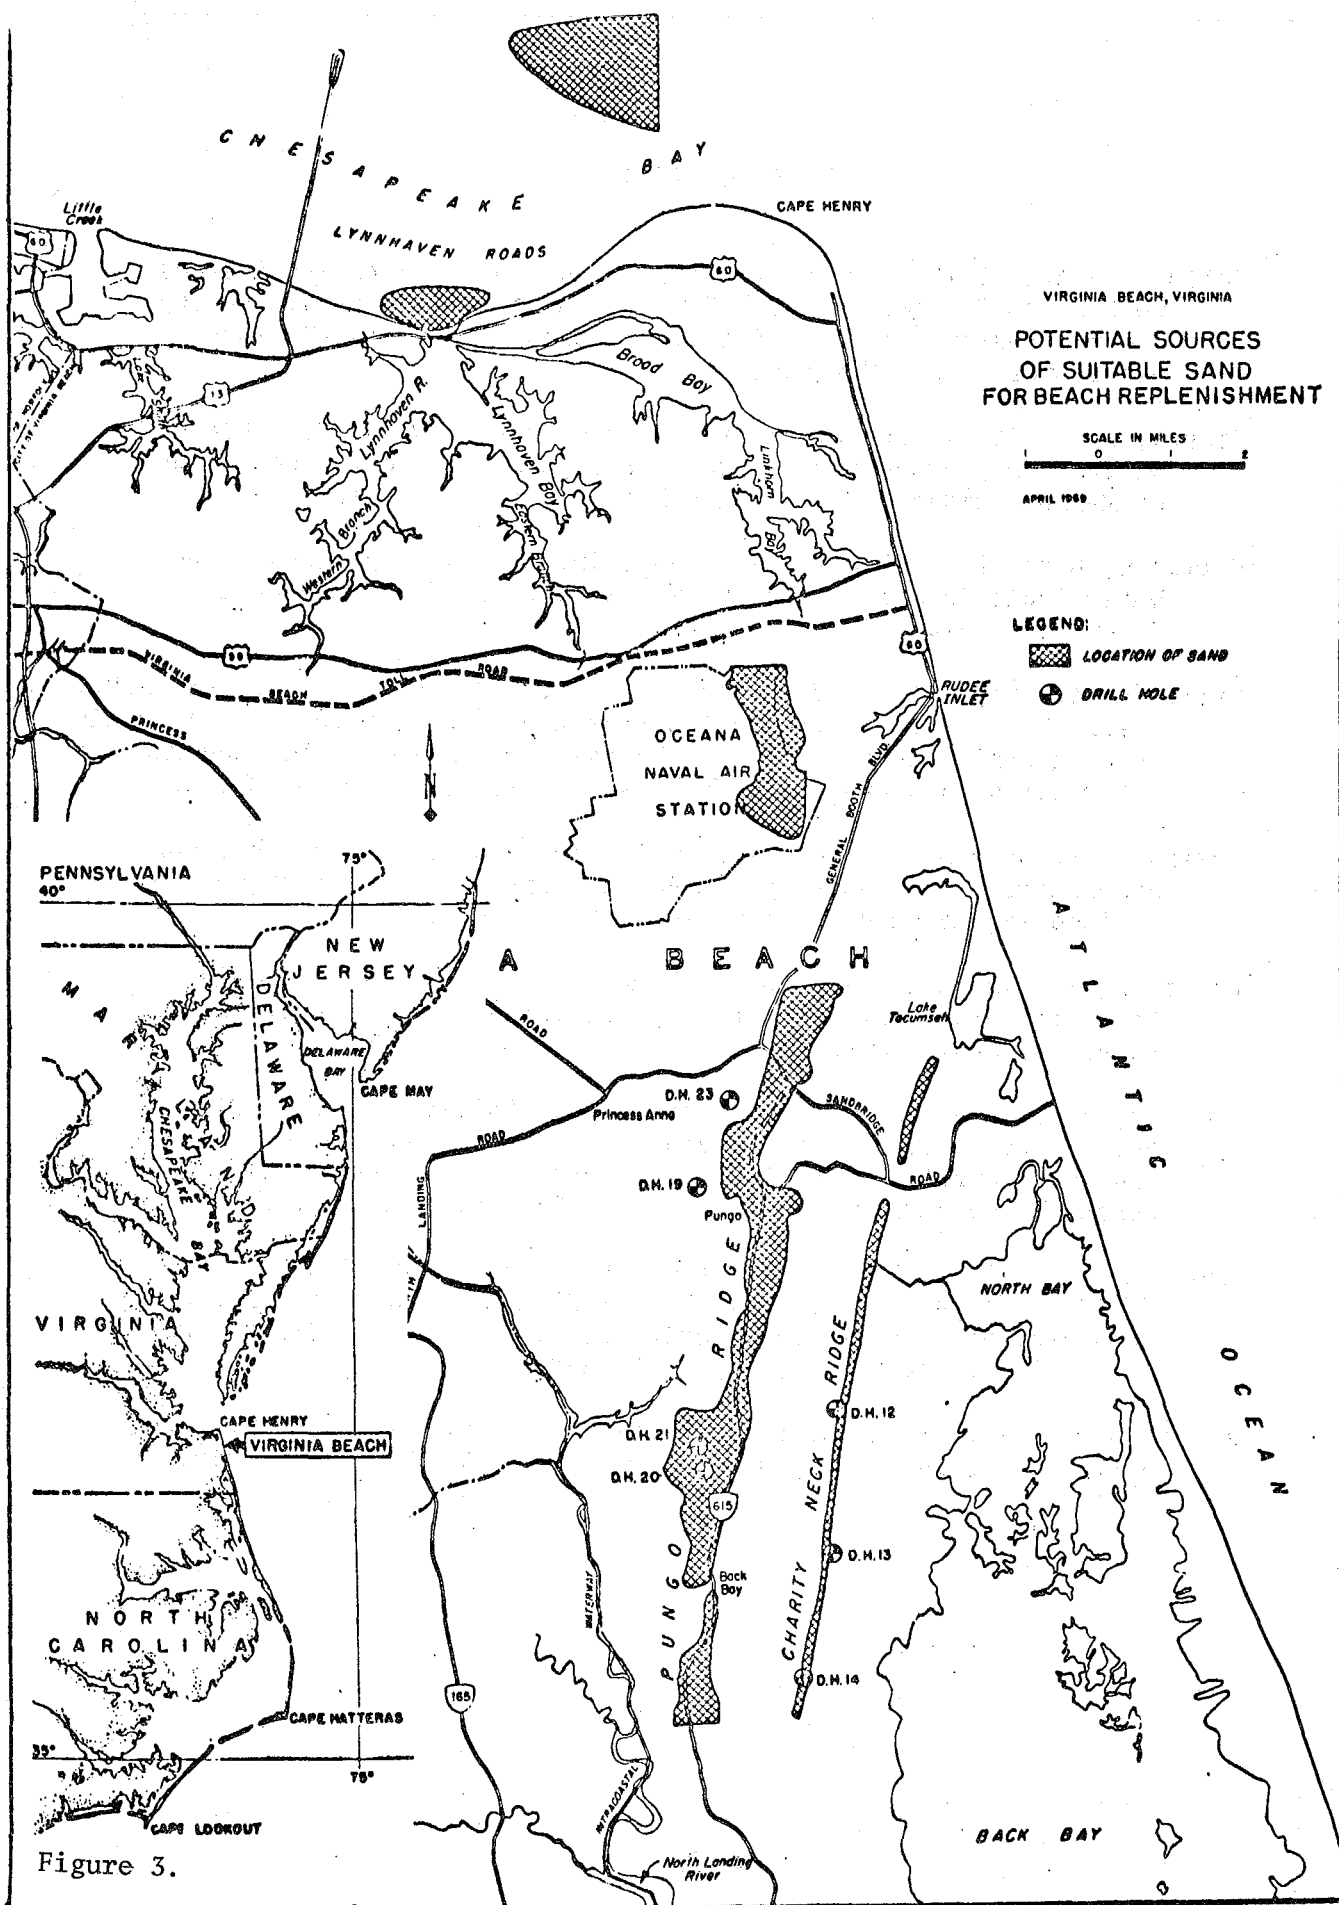 CHESAPEAKE
BAY
Little
Creek
LYNNHAVEN ROADS
CAPE HENRY
60
60
VIRGINIA BEACH, VIRGINIA
POTENTIAL SOURCES
OF SUITABLE SAND
FOR BEACH REPLENISHMENT
SCALE IN MILES
1 0 1 2
APRIL 1969
Broad Bay
13
Lynnhaven R.
Lynnhaven Bay
Linkhorn
Bay
Western Branch
Eastern Branch
LEGEND:
LOCATION OF SAND
DRILL HOLE
58
VIRGINIA BEACH TOLL ROAD
60
RUDEE
INLET
PRINCESS
OCEANA
NAVAL AIR
STATION
N
GENERAL BOOTH BLVD.
PENNSYLVANIA
40°
75°
NEW
JERSEY
A BEACH
ATLANTIC
OCEAN
MAR
DELAWARE
DELAWARE
BAY
CAPE MAY
CHESAPEAKE
BAY
ROAD
Lake
Tecumseh
D.H. 23
Princess Anne
SANDBRIDGE
ROAD
ROAD
D.H. 19
Pungo
LANDING
NORTH BAY
VIRGINIA
PUNGO RIDGE
CHARITY NECK RIDGE
D.H. 12
CAPE HENRY
VIRGINIA BEACH
D.H. 21
D.H. 20
615
D.H. 13
Back
Bay
WATERWAY
NORTH
CAROLINA
D.H. 14
165
CAPE HATTERAS
35°
75°
INTRACOASTAL
CAPE LOOKOUT
BACK BAY
North Landing
River
Figure 3.